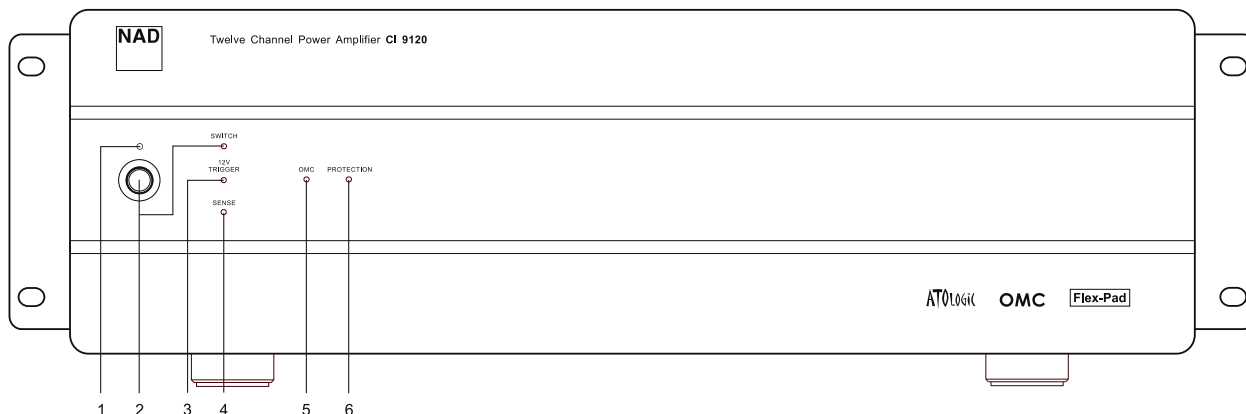 NAD
Twelve Channel Power Amplifier CI 9120
SWITCH
12V
TRIGGER
OMC
PROTECTION
SENSE
ATOLOGIC
OMC
Flex-Pad
1 2 3 4 5 6